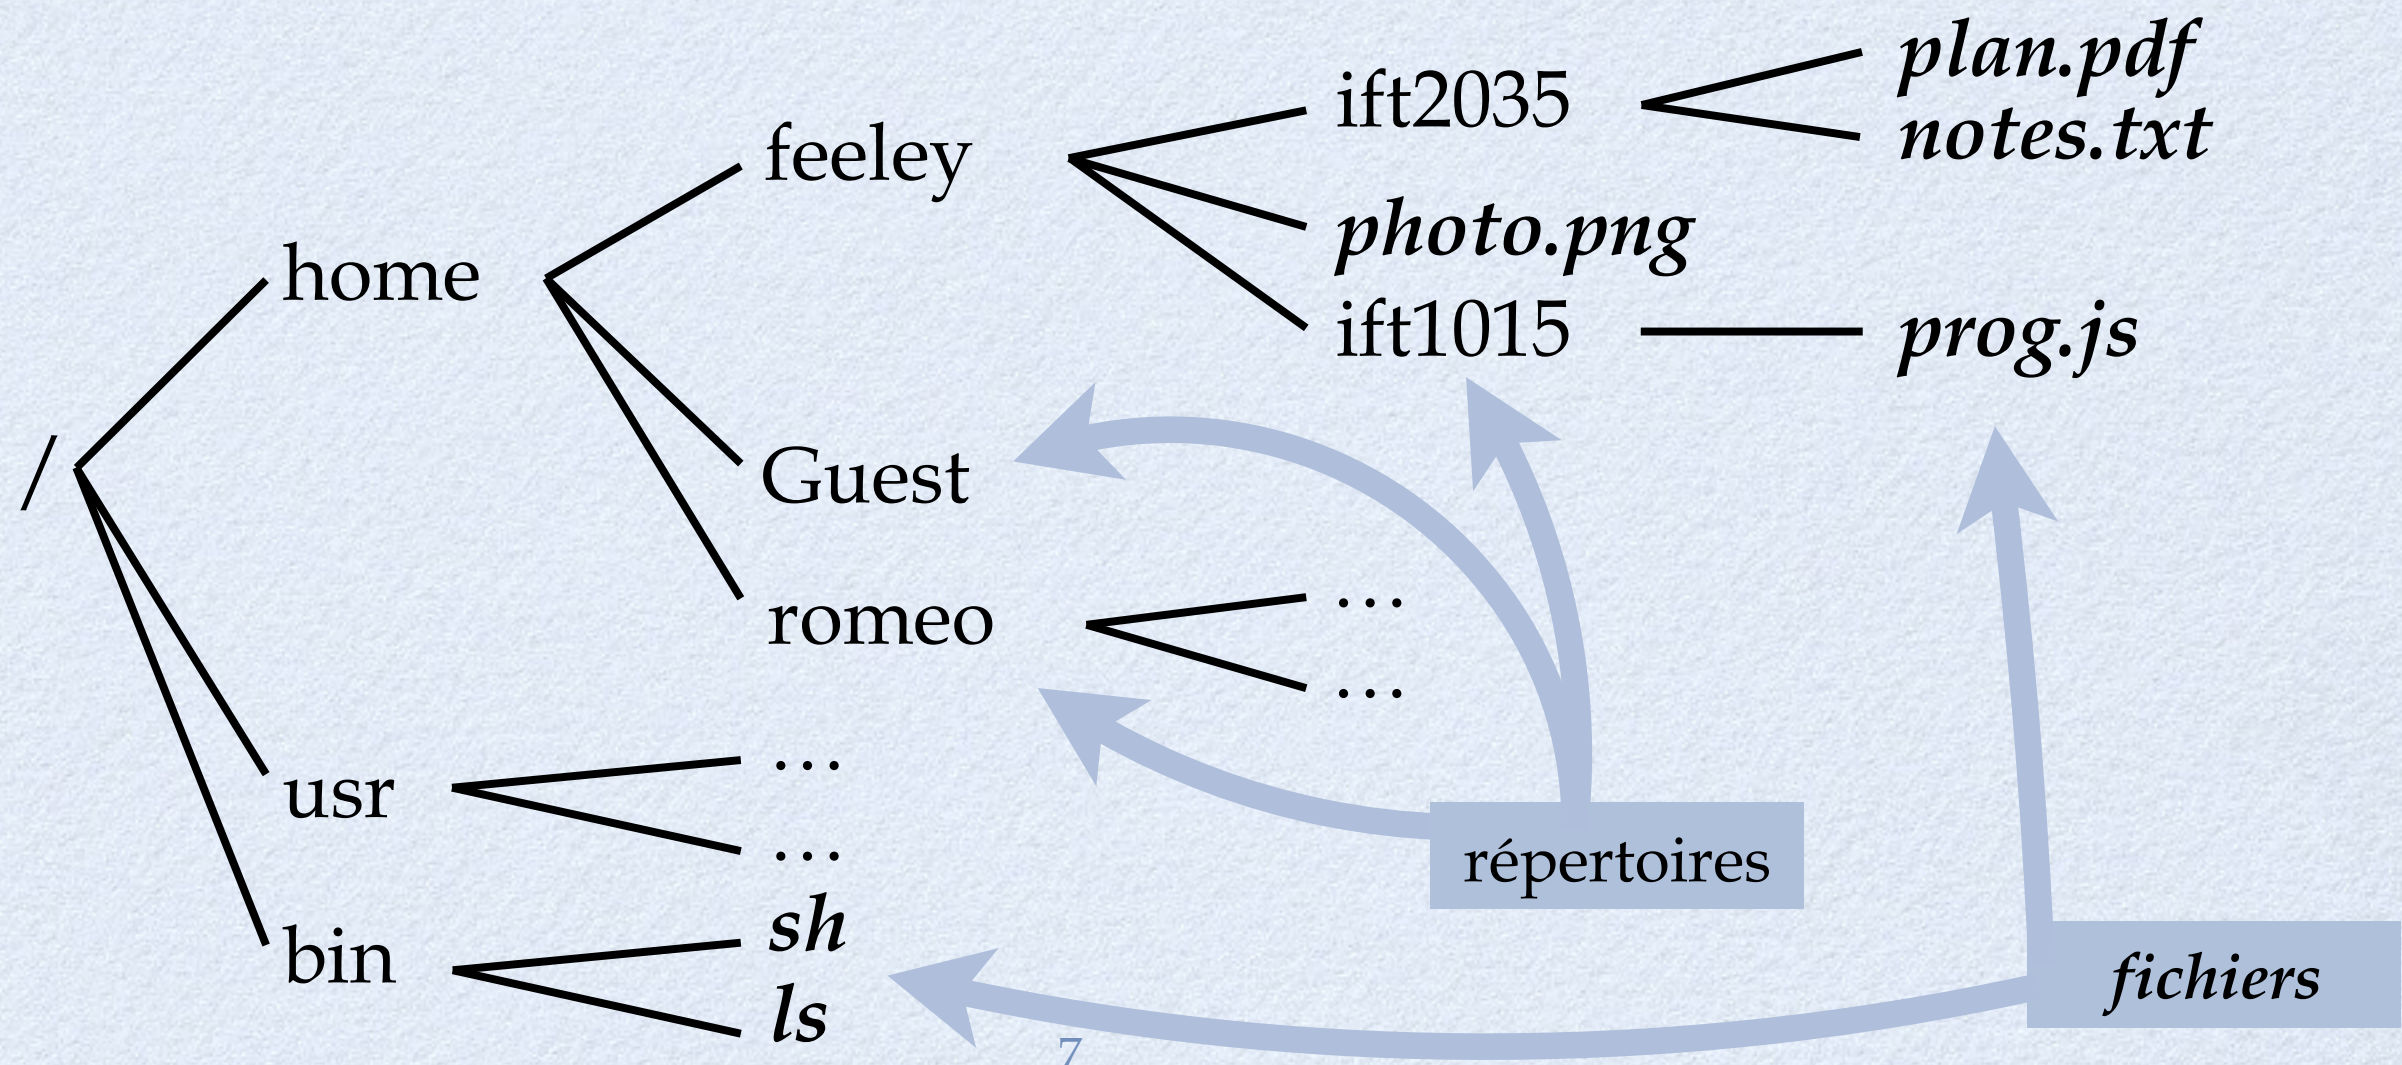 plan.pdf
ift2035
notes.txt
feeley
photo.png
home
ift1015
prog.js
/
Guest
romeo
…
…
usr
…
…
répertoires
sh
bin
fichiers
ls
7